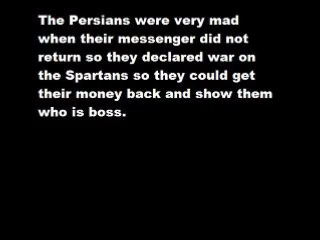 The Persians were very mad
when their messenger did not
return so they declared war on
the Spartans so they could get
their money back and show them
who is boss.